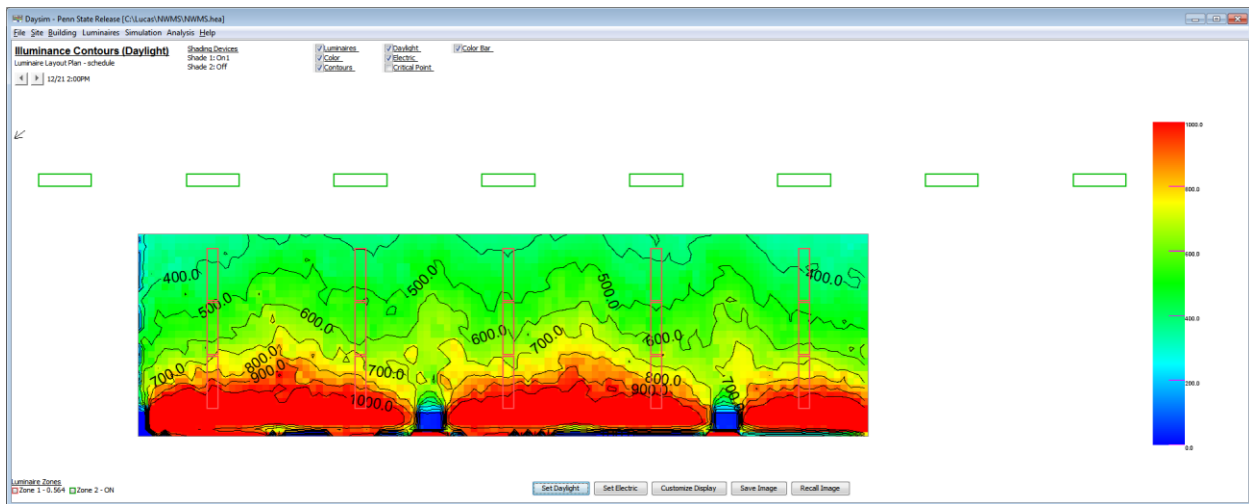 Daysim - Penn State Release [C:\Lucas\NWMS\NWMS.hea]
File Site Building Luminaires Simulation Analysis Help
Illuminance Contours (Daylight)
Luminaire Layout Plan - schedule
12/21 2:00PM
Shading Devices
Shade 1: On1
Shade 2: Off
Luminaires Daylight Color Bar
Color Electric
Contours Critical Point
1000.0
800.0
600.0
400.0
200.0
0.0
400.0 500.0 500.0 400.0
500.0 600.0 600.0 700.0 600.0
700.0 800.0 900.0 700.0 800.0 900.0 700.0
1000.0
Luminaire Zones
Zone 1 - 0.564 Zone 2 - ON
Set Daylight Set Electric Customize Display Save Image Recall Image